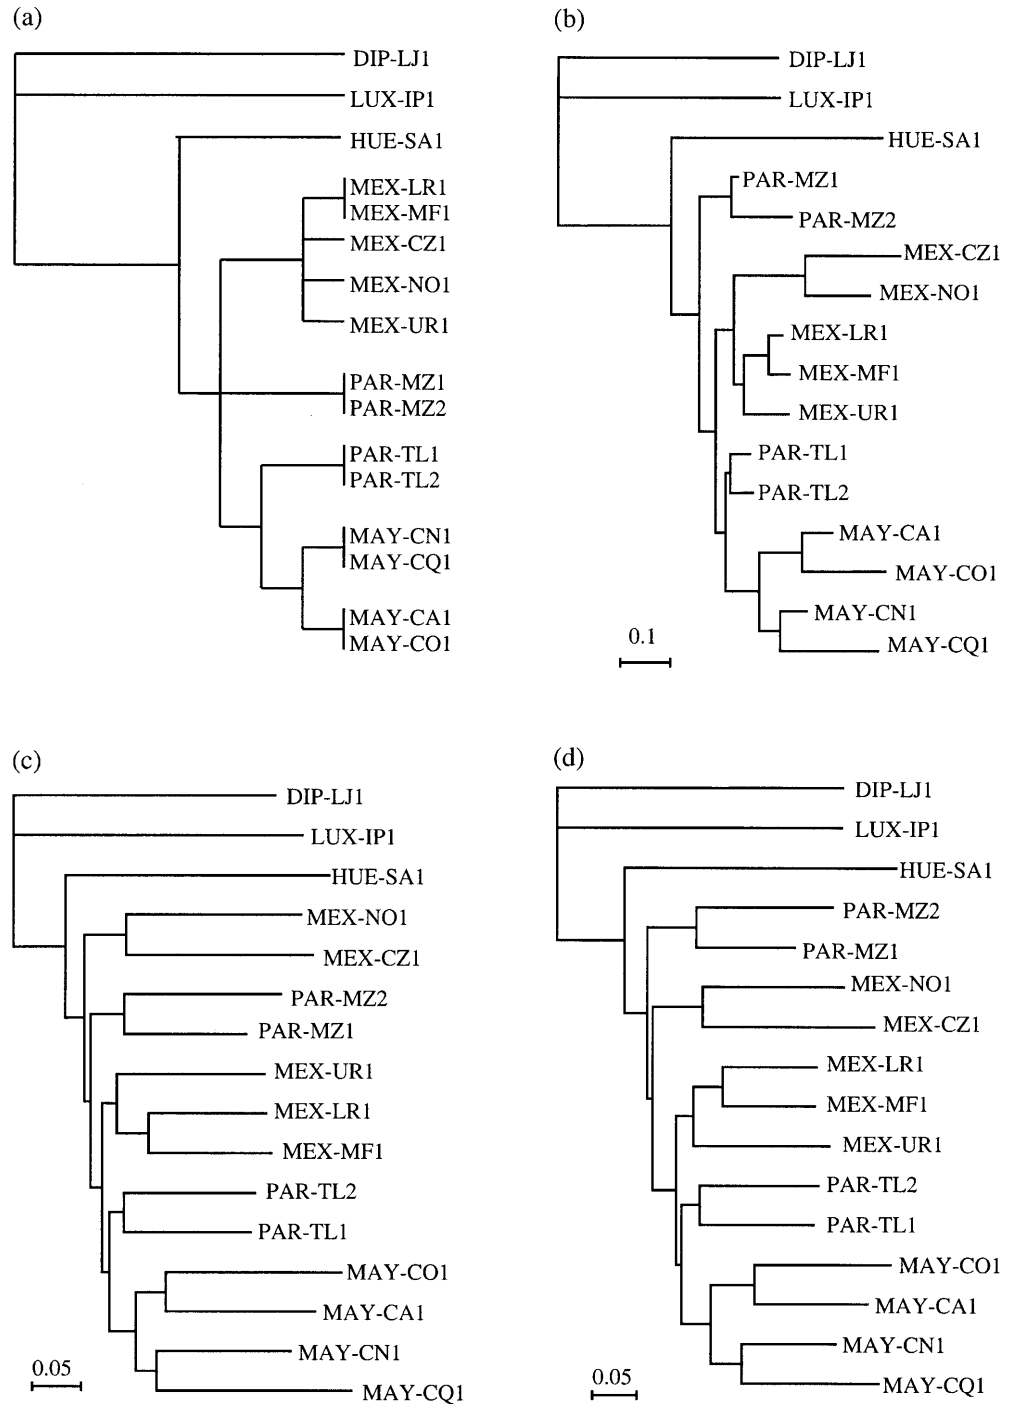 (a)
DIP-LJ1
LUX-IP1
HUE-SA1
MEX-LR1
MEX-MF1
MEX-CZ1
MEX-NO1
MEX-UR1
PAR-MZ1
PAR-MZ2
PAR-TL1
PAR-TL2
MAY-CN1
MAY-CQ1
MAY-CA1
MAY-CO1
(b)
DIP-LJ1
LUX-IP1
HUE-SA1
PAR-MZ1
PAR-MZ2
MEX-CZ1
MEX-NO1
MEX-LR1
MEX-MF1
MEX-UR1
PAR-TL1
PAR-TL2
MAY-CA1
MAY-CO1
MAY-CN1
MAY-CQ1
0.1
(c)
DIP-LJ1
LUX-IP1
HUE-SA1
MEX-NO1
MEX-CZ1
PAR-MZ2
PAR-MZ1
MEX-UR1
MEX-LR1
MEX-MF1
PAR-TL2
PAR-TL1
MAY-CO1
MAY-CA1
MAY-CN1
MAY-CQ1
0.05
(d)
DIP-LJ1
LUX-IP1
HUE-SA1
PAR-MZ2
PAR-MZ1
MEX-NO1
MEX-CZ1
MEX-LR1
MEX-MF1
MEX-UR1
PAR-TL2
PAR-TL1
MAY-CO1
MAY-CA1
MAY-CN1
MAY-CQ1
0.05